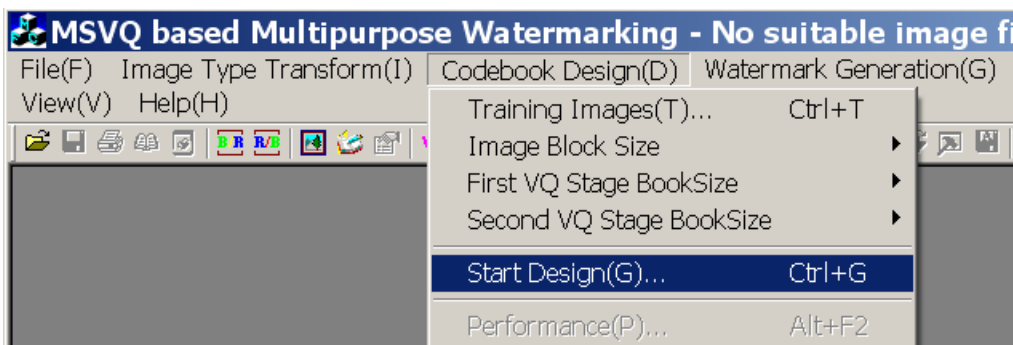 MSVQ based Multipurpose Watermarking - No suitable image fi
File(F) Image Type Transform(I) Codebook Design(D) Watermark Generation(G)
View(V) Help(H)
Training Images(T)... Ctrl+T
Image Block Size
First VQ Stage BookSize
Second VQ Stage BookSize
Start Design(G)... Ctrl+G
Performance(P)... Alt+F2